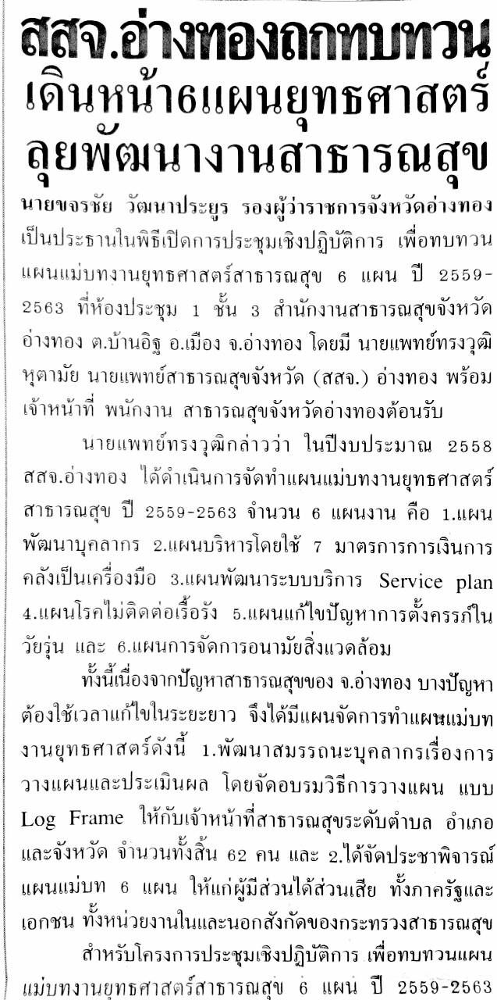 สสจ.อ่างทองถกทบทวน
เดินหน้า6แผนยุทธศาสตร์
ลุยพัฒนางานสาธารณสุข
นายขจรชัย วัฒนาประยูร รองผู้ว่าราชการจังหวัดอ่างทอง
เป็นประธานในพิธีเปิดการประชุมเชิงปฏิบัติการ เพื่อทบทวน
แผนแม่บทงานยุทธศาสตร์สาธารณสุข 6 แผน ปี 2559-
2563 ที่ห้องประชุม 1 ชั้น 3 สำนักงานสาธารณสุขจังหวัด
อ่างทอง ต.บ้านอิฐ อ.เมือง จ.อ่างทอง โดยมี นายแพทย์ทรงวุฒิ
หุตามัย นายแพทย์สาธารณสุขจังหวัด (สสจ.) อ่างทอง พร้อม
เจ้าหน้าที่ พนักงาน สาธารณสุขจังหวัดอ่างทองต้อนรับ
นายแพทย์ทรงวุฒิกล่าวว่า ในปีงบประมาณ 2558
สสจ.อ่างทอง ได้ดำเนินการจัดทำแผนแม่บทงานยุทธศาสตร์
สาธารณสุข ปี 2559-2563 จำนวน 6 แผนงาน คือ 1.แผน
พัฒนาบุคลากร 2.แผนบริหารโดยใช้ 7 มาตรการการเงินการ
คลังเป็นเครื่องมือ 3.แผนพัฒนาระบบบริการ Service plan
4.แผนโรคไม่ติดต่อเรื้อรัง 5.แผนแก้ไขปัญหาการตั้งครรภ์ใน
วัยรุ่น และ 6.แผนการจัดการอนามัยสิ่งแวดล้อม
ทั้งนี้เนื่องจากปัญหาสาธารณสุขของ จ.อ่างทอง บางปัญหา
ต้องใช้เวลาแก้ไขในระยะยาว จึงได้มีแผนจัดการทำแผนแม่บท
งานยุทธศาสตร์ดังนี้ 1.พัฒนาสมรรถนะบุคลากรเรื่องการ
วางแผนและประเมินผล โดยจัดอบรมวิธีการวางแผน แบบ
Log Frame ให้กับเจ้าหน้าที่สาธารณสุขระดับตำบล อำเภอ
และจังหวัด จำนวนทั้งสิ้น 62 คน และ 2.ได้จัดประชาพิจารณ์
แผนแม่บท 6 แผน ให้แก่ผู้มีส่วนได้ส่วนเสีย ทั้งภาครัฐและ
เอกชน ทั้งหน่วยงานในและนอกสังกัดของกระทรวงสาธารณสุข
สำหรับโครงการประชุมเชิงปฏิบัติการ เพื่อทบทวนแผน
แม่บทงานยุทธศาสตร์สาธารณสุข 6 แผน ปี 2559-2563